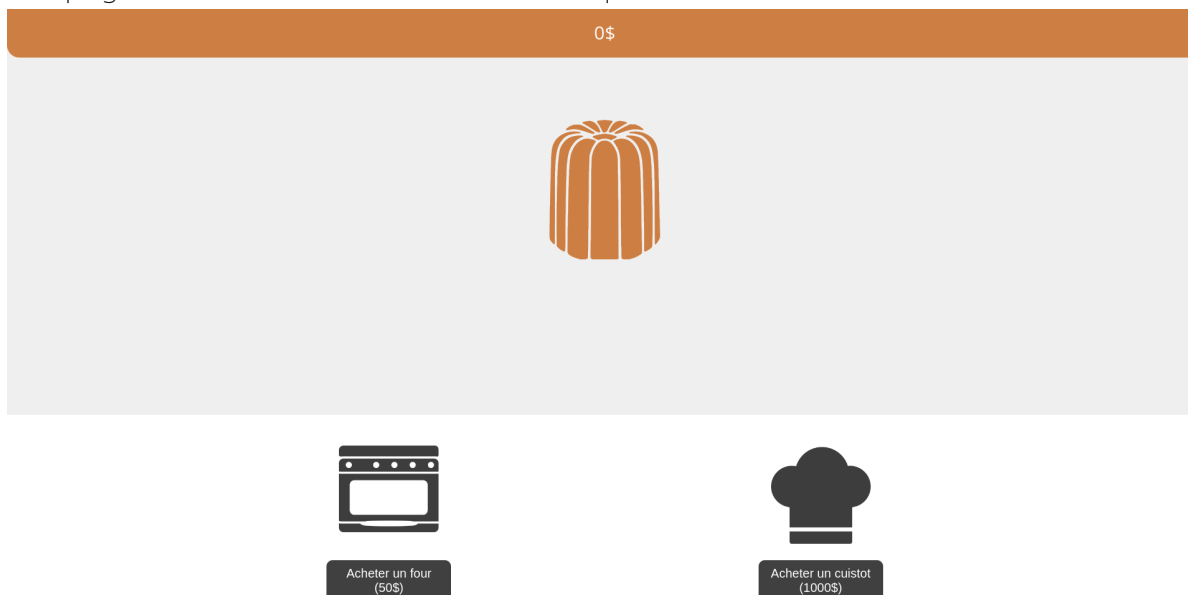 0$
Acheter un four
(50$)
Acheter un cuistot
(1000$)